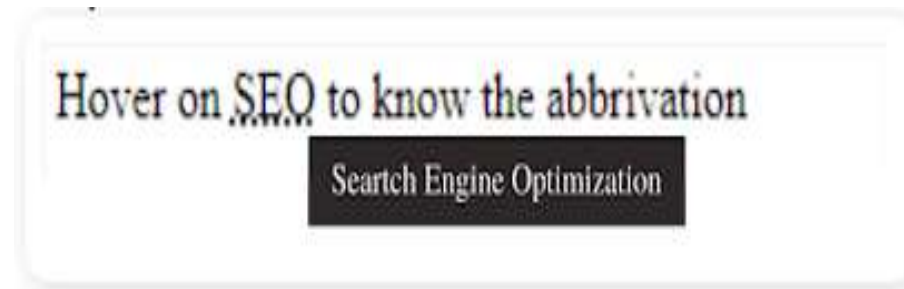 Hover on SEO to know the abbrivation
Seartch Engine Optimization